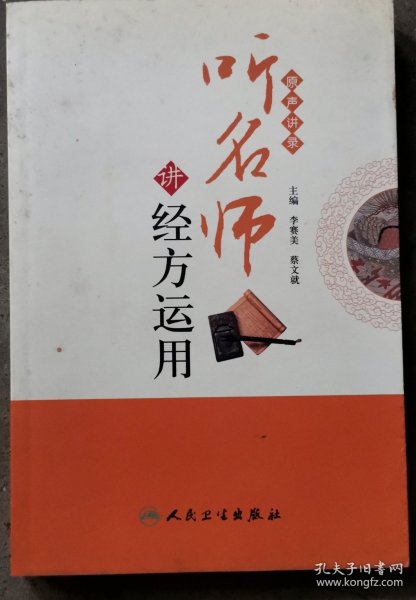 听名师
原声讲录
讲
经方运用
主编 李赛美 蔡文就
人民卫生出版社
孔夫子旧书网
www.kongfz.com